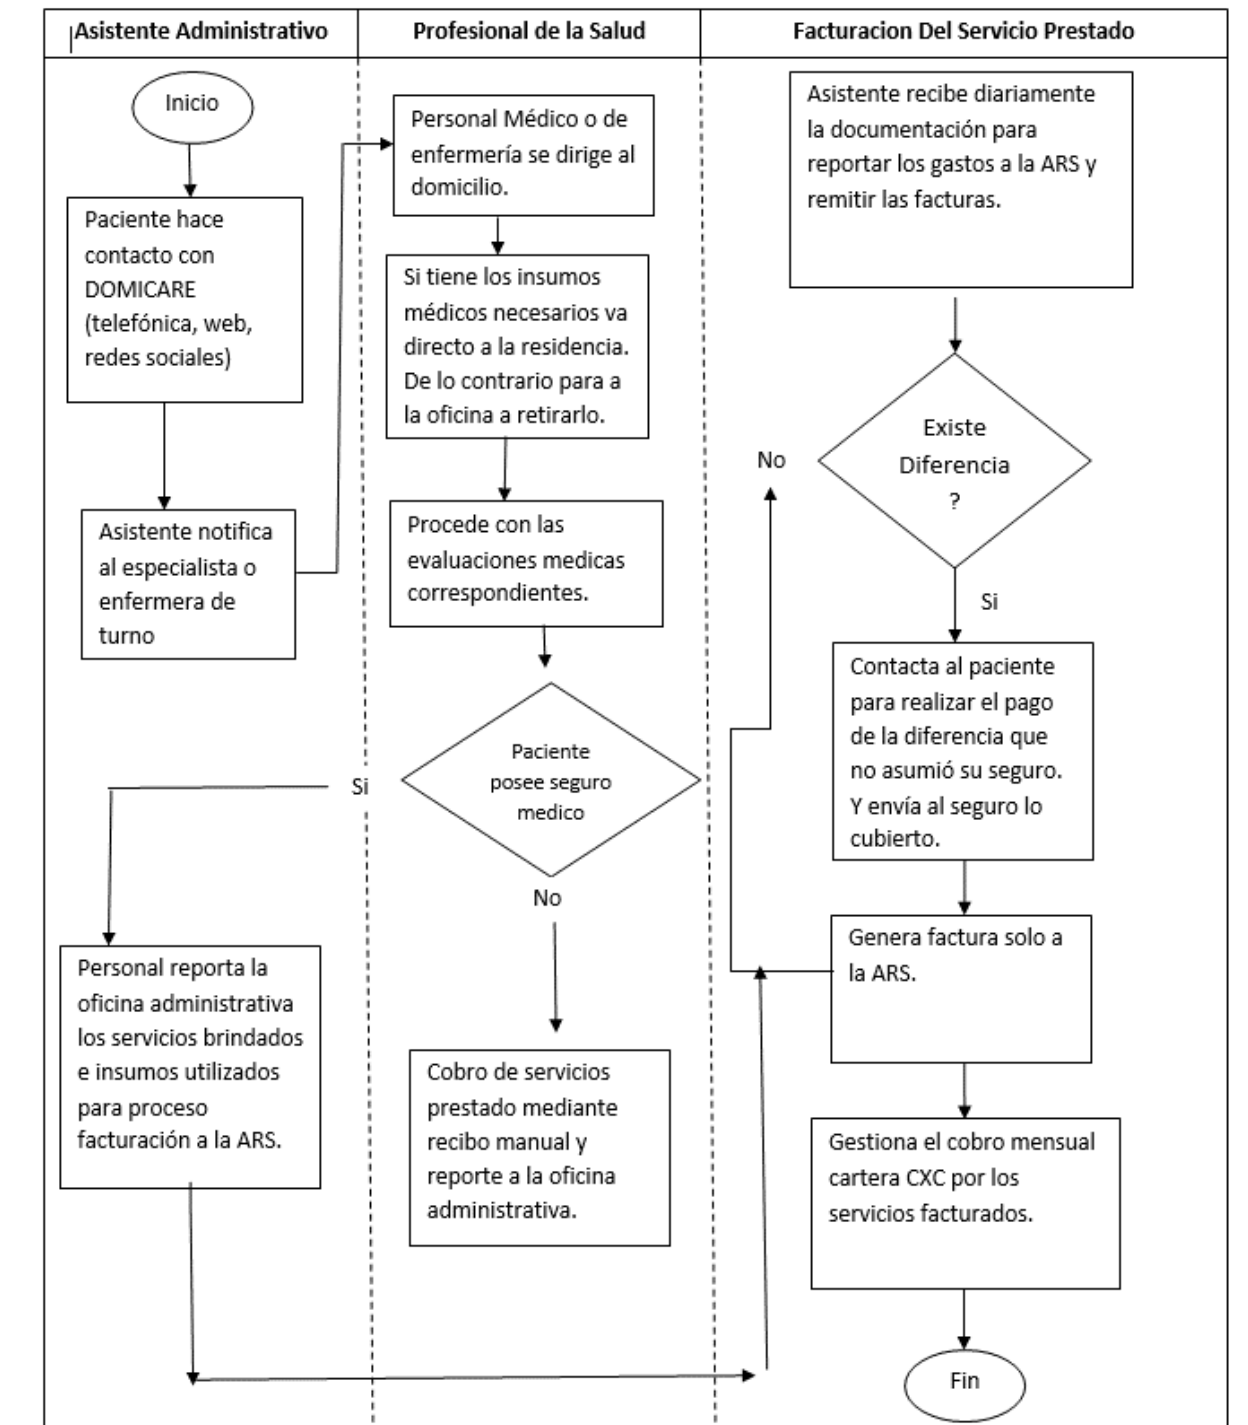 Asistente Administrativo
Profesional de la Salud
Facturacion Del Servicio Prestado
Inicio
Paciente hace
contacto con
DOMICARE
(telefónica, web,
redes sociales)
Asistente notifica
al especialista o
enfermera de
turno
Personal Médico o de
enfermería se dirige al
domicilio.
Si tiene los insumos
médicos necesarios va
directo a la residencia.
De lo contrario para a
la oficina a retirarlo.
Procede con las
evaluaciones medicas
correspondientes.
Paciente
posee seguro
medico
Si
No
Personal reporta la
oficina administrativa
los servicios brindados
e insumos utilizados
para proceso
facturación a la ARS.
Cobro de servicios
prestado mediante
recibo manual y
reporte a la oficina
administrativa.
Asistente recibe diariamente
la documentación para
reportar los gastos a la ARS y
remitir las facturas.
Existe
Diferencia
?
No
Si
Contacta al paciente
para realizar el pago
de la diferencia que
no asumió su seguro.
Y envía al seguro lo
cubierto.
Genera factura solo a
la ARS.
Gestiona el cobro mensual
cartera CXC por los
servicios facturados.
Fin